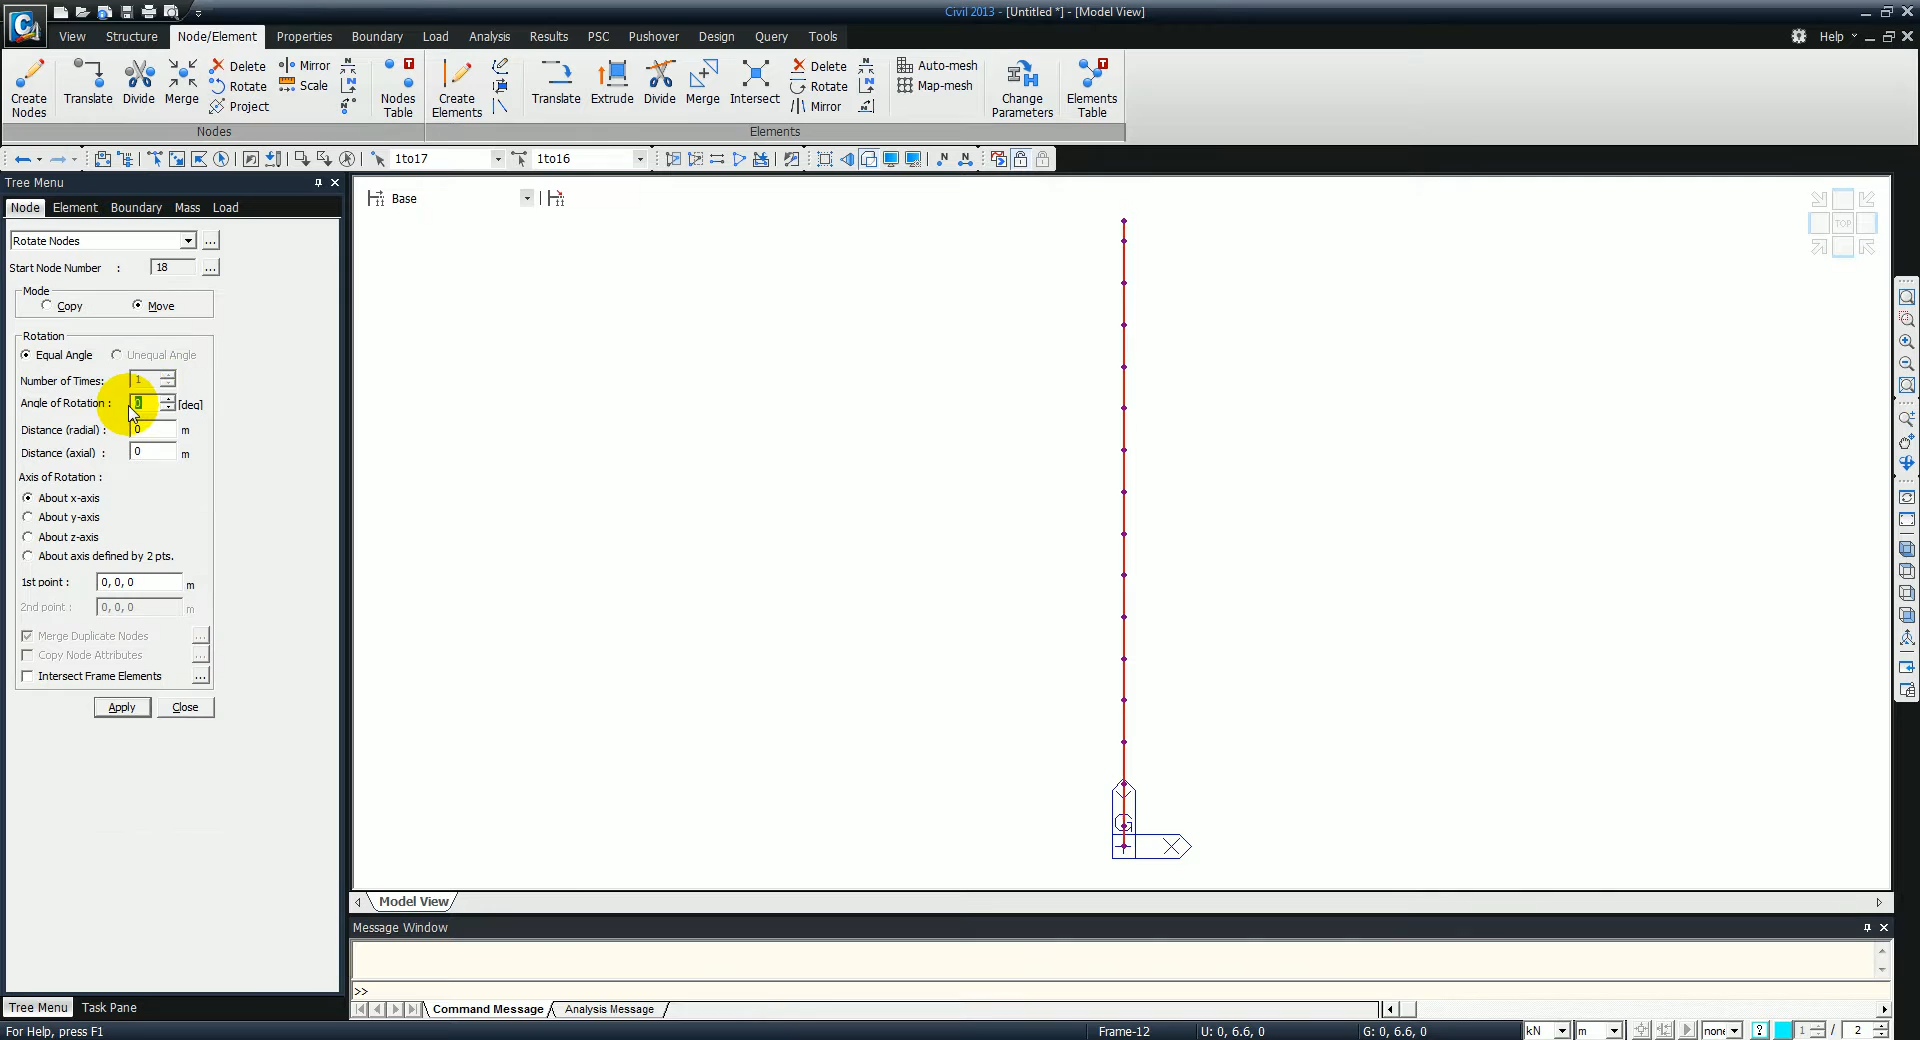 Civil 2013 - [Untitled *] - [Model View]
View Structure Node/Element Properties Boundary Load Analysis Results PSC Pushover Design Query Tools Help
Create Nodes
Translate
Divide
Merge
Delete
Rotate
Project
Mirror
Scale
Nodes Table
Create Elements
Translate
Extrude
Divide
Merge
Intersect
Delete
Rotate
Mirror
Auto-mesh
Map-mesh
Change Parameters
Elements Table
Nodes
Elements
1to17
1to16
N N
Tree Menu
Node Element Boundary Mass Load
Rotate Nodes
...
Start Node Number : 18 ...
Mode
Copy Move
Rotation
Equal Angle Unequal Angle
Number of Times: 1
Angle of Rotation : 0 [deg]
Distance (radial) : 0 m
Distance (axial) : 0 m
Axis of Rotation :
About x-axis
About y-axis
About z-axis
About axis defined by 2 pts.
1st point : 0, 0, 0 m
2nd point : 0, 0, 0 m
Merge Duplicate Nodes ...
Copy Node Attributes ...
Intersect Frame Elements ...
Apply Close
Base
TOP
Y
G
X
Model View
Message Window
>>
Tree Menu Task Pane
Command Message Analysis Message
For Help, press F1
Frame-12
U: 0, 6.6, 0
G: 0, 6.6, 0
kN
m
none
?
1 / 2